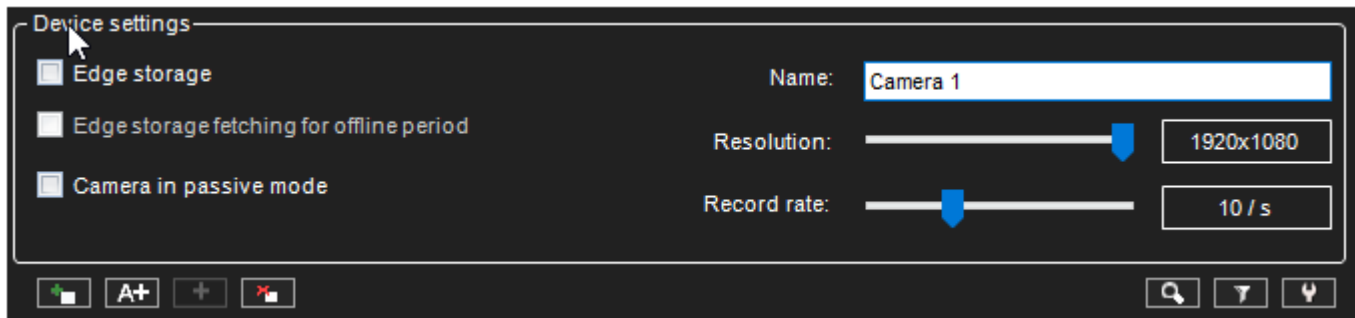 Device settings
Edge storage
Name: Camera 1
Edge storage fetching for offline period
Resolution: 1920x1080
Camera in passive mode
Record rate: 10 / s
A+